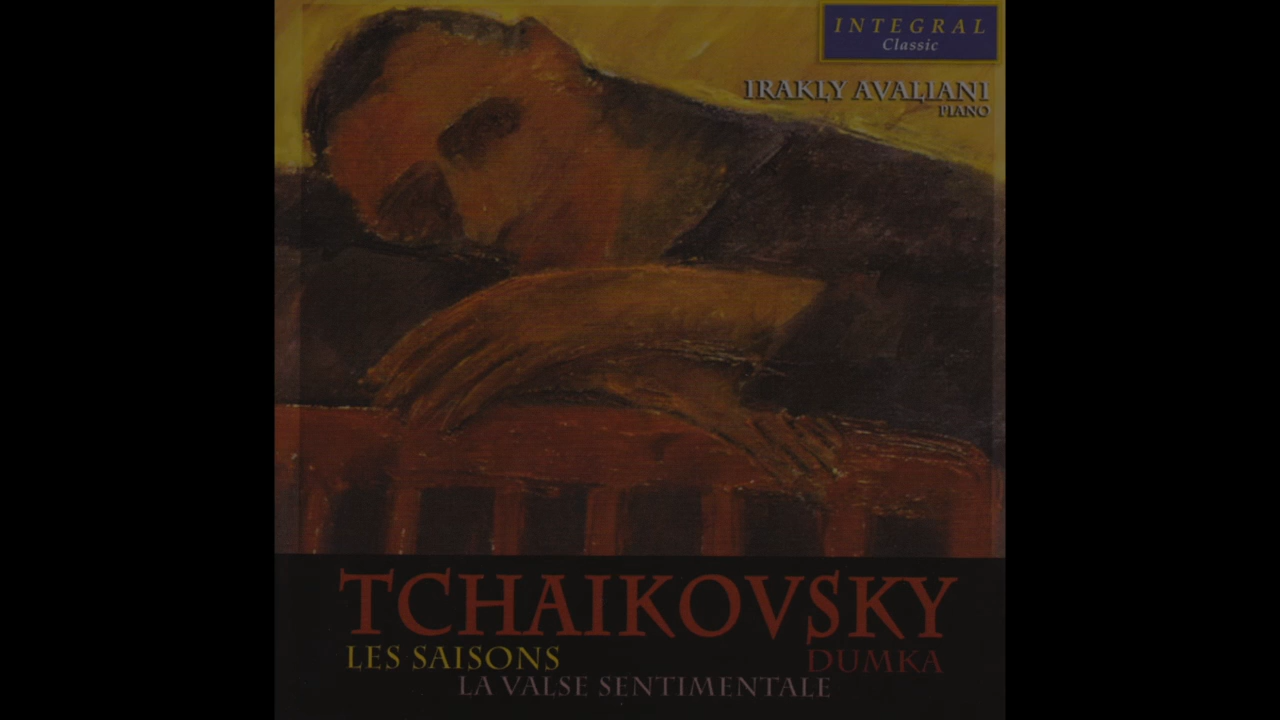 INTEGRAL
Classic
IRAKLY AVALIANI
PIANO
TCHAIKOVSKY
LES SAISONS
DUMKA
LA VALSE SENTIMENTALE